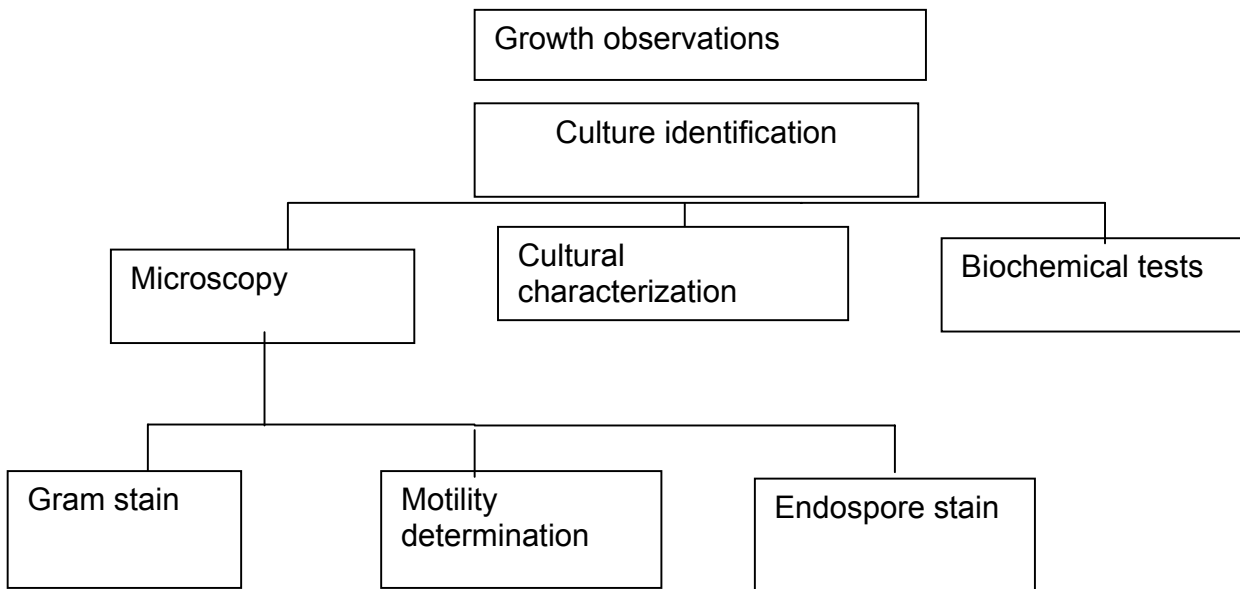 Growth observations
Culture identification
Microscopy
Cultural
characterization
Biochemical tests
Gram stain
Motility
determination
Endospore stain